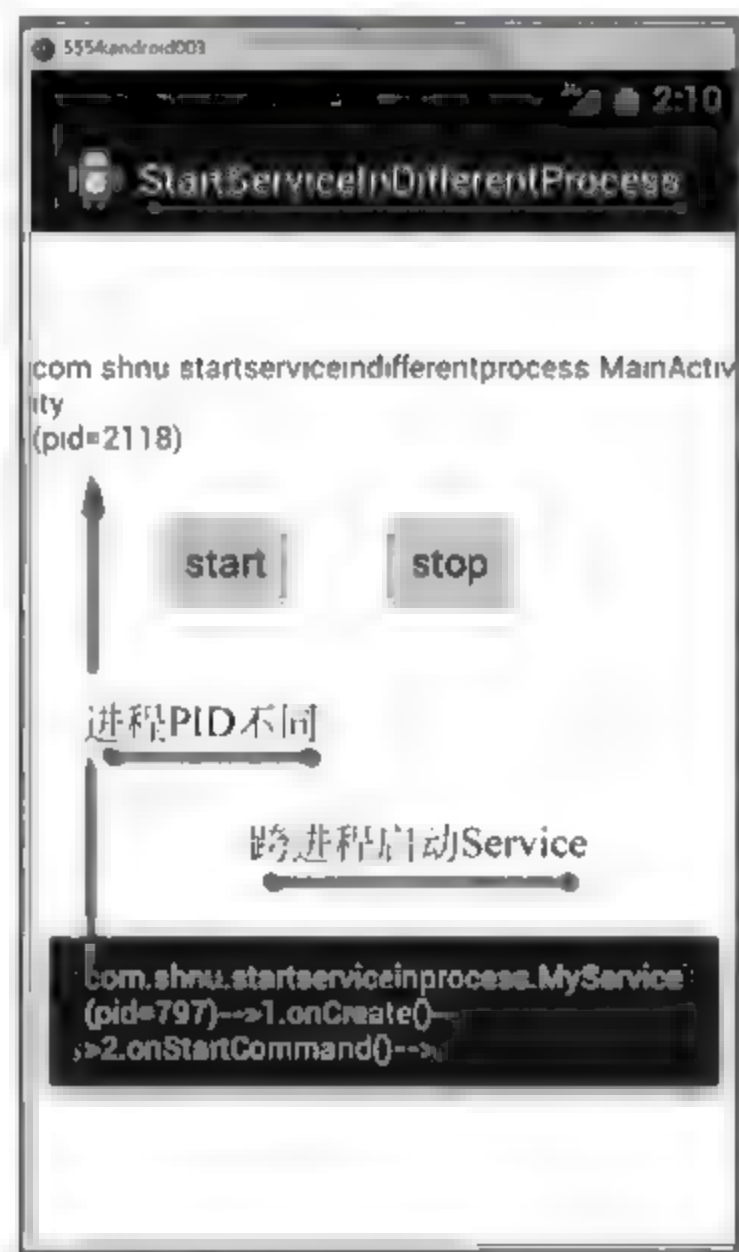 5554:android003
2:10
StartServiceInDifferentProcess
com.shnu.startserviceindifferentprocess.MainActiv
ity
(pid=2118)
start
stop
进程PID不同
跨进程启动Service
com.shnu.startserviceinprocess.MyService
(pid=797)-->1.onCreate()--
>2.onStartCommand()-->